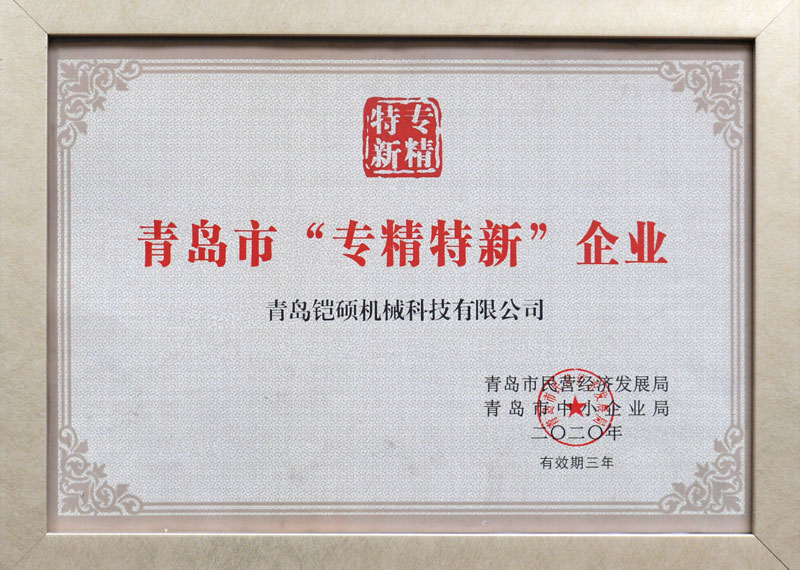 专精
特新
青岛市“专精特新”企业
青岛铠硕机械科技有限公司
青岛市民营经济发展局
青岛市中小企业局
二〇二〇年
有效期三年